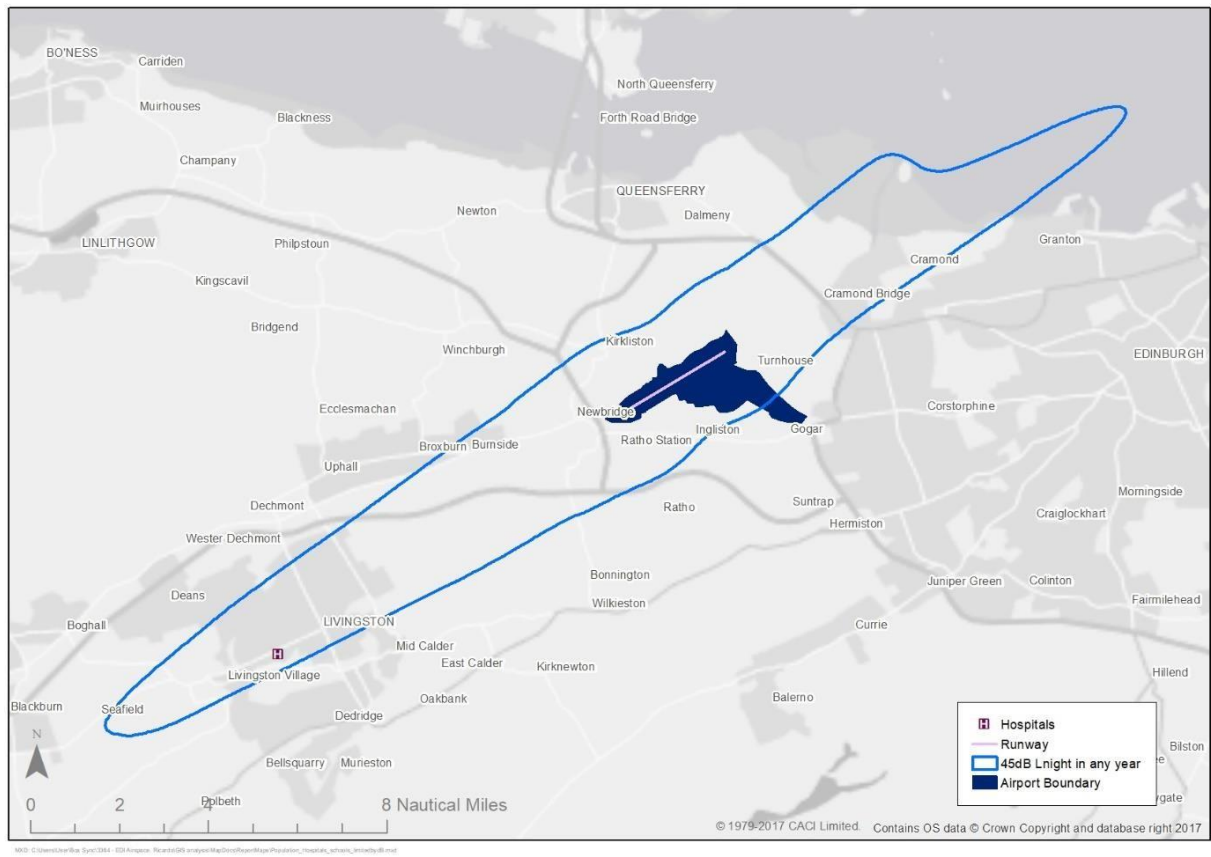 BO'NESS
Carriden
North Queensferry
Muirhouses
Blackness
Forth Road Bridge
Champany
QUEENSFERRY
Newton
Dalmeny
LINLITHGOW
Philpstoun
Granton
Cramond
Kingscavil
Cramond Bridge
Bridgend
Kirkliston
Winchburgh
Turnhouse
EDINBURGH
Ecclesmachan
Newbridge
Corstorphine
Ingliston
Gogar
Ratho Station
Broxburn
Burnside
Uphall
Dechmont
Ratho
Suntrap
Morningside
Craiglockhart
Hermiston
Wester Dechmont
Bonnington
Juniper Green
Colinton
Deans
Wilkieston
Fairmilehead
Boghall
LIVINGSTON
Currie
Mid Calder
East Calder
Kirknewton
H
Livingston Village
Hillend
Oakbank
Balerno
Blackburn
Seafield
Dedridge
N
Bellsquarry
Murieston
Bilston
Polbeth
H Hospitals
Runway
45dB Lnight in any year
Airport Boundary
0 2 4 8 Nautical Miles
© 1979-2017 CACI Limited. Contains OS data © Crown Copyright and database right 2017